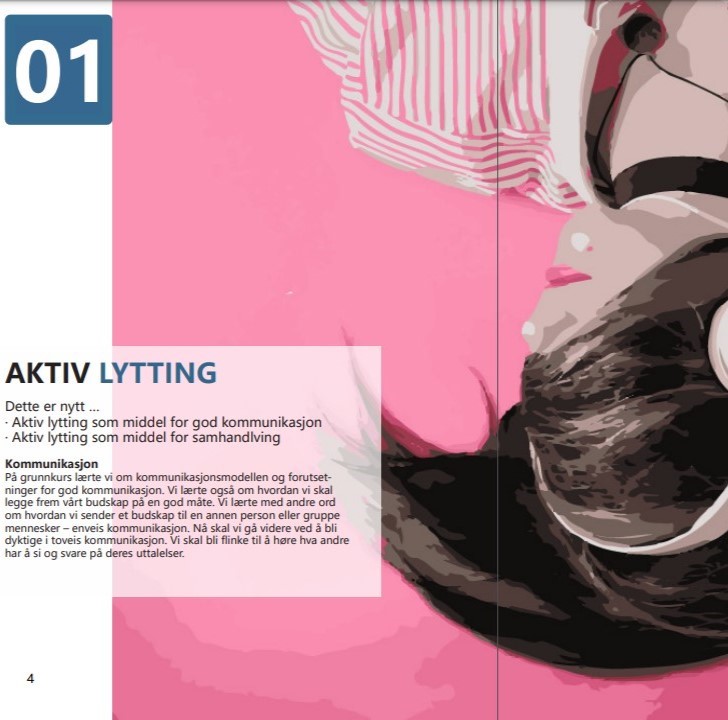 01
AKTIV LYTTING
Dette er nytt ...
· Aktiv lytting som middel for god kommunikasjon
· Aktiv lytting som middel for samhandlving
Kommunikasjon
På grunnkurs lærte vi om kommunikasjonsmodellen og forutset-
ninger for god kommunikasjon. Vi lærte også om hvordan vi skal
legge frem vårt budskap på en god måte. Vi lærte med andre ord
om hvordan vi sender et budskap til en annen person eller gruppe
mennesker – enveis kommunikasjon. Nå skal vi gå videre ved å bli
dyktige i toveis kommunikasjon. Vi skal bli flinke til å høre hva andre
har å si og svare på deres uttalelser.
4